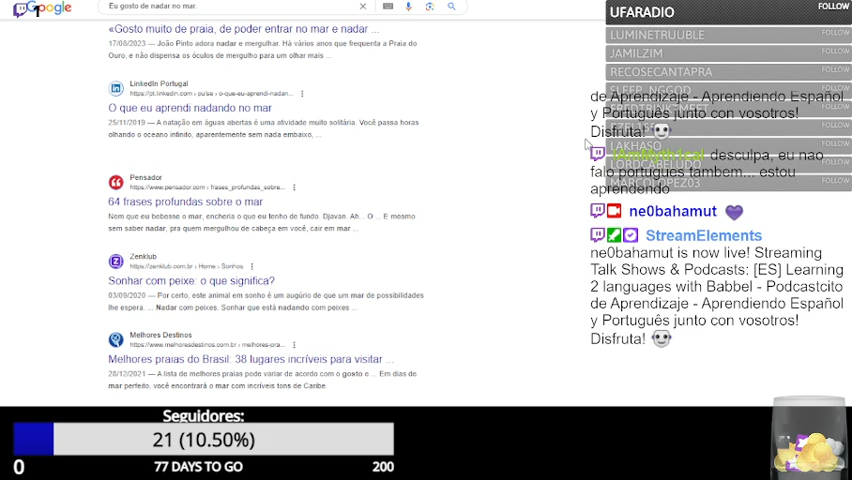 Google
Eu gosto de nadar no mar.
«Gosto muito de praia, de poder entrar no mar e nadar ...
17/08/2023 — João Pinto adora nadar e mergulhar. Há vários anos que frequenta a Praia do
Ouro, e não dispensa os óculos de mergulho para um olhar mais ...
LinkedIn Portugal
https://pt.linkedin.com › pulse › o-que-eu-aprendi-nadan...
O que eu aprendi nadando no mar
25/11/2019 — A natação em águas abertas é uma atividade muito solitária. Você passa horas
olhando o oceano infinito, aparentemente sem nada embaixo, ...
Pensador
https://www.pensador.com › frases_profundas_sobre...
64 frases profundas sobre o mar
Nem que eu bebesse o mar, encheria o que eu tenho de fundo. Djavan. Ah... O ... E mesmo
sem saber nadar, pra quem mergulhou de cabeça em você, cair em mar ...
Zenklub
https://zenklub.com.br › Home › Sonhos
Sonhar com peixe: o que significa?
03/09/2020 — Por certo, este animal em sonho é um augúrio de que um mar de possibilidades
lhe espera. ... Nadar com peixes. Sonhar que está nadando com peixes ...
Melhores Destinos
https://www.melhoresdestinos.com.br › melhores-pra...
Melhores praias do Brasil: 38 lugares incríveis para visitar ...
28/12/2021 — A lista de melhores praias pode variar de acordo com o gosto e ... Em dias de
mar perfeito, você encontrará o mar com incríveis tons de Caribe
UFARADIO FOLLOW
LUMINETRUUBLE FOLLOW
JAMILZIM FOLLOW
RECOSECANTAPRA FOLLOW
SLEEP_NGGOD FOLLOW
de Aprendizaje - Aprendiendo Español
y Português junto con vosotros!
Disfruta!
LAKHASO FOLLOW
IAmMyth1cal desculpa, eu nao
falo portugues tambem... estou
aprendendo
LORDCABELUDO FOLLOW
MARCOLOPEZ03 FOLLOW
ne0bahamut
StreamElements
ne0bahamut is now live! Streaming
Talk Shows & Podcasts: [ES] Learning
2 languages with Babbel - Podcastcito
de Aprendizaje - Aprendiendo Español
y Português junto con vosotros!
Disfruta!
Seguidores:
21 (10.50%)
0 77 DAYS TO GO 200